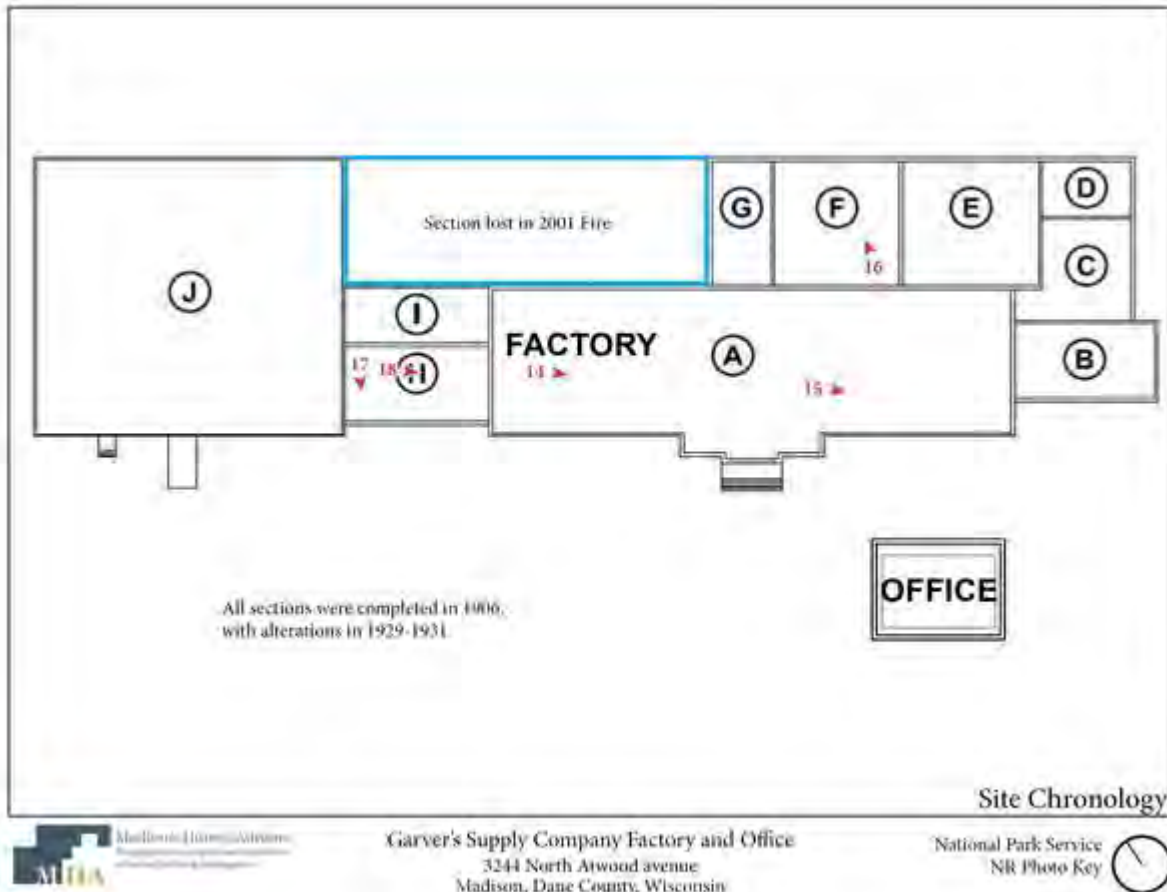 G
F
E
D
Section lost in 2001 Fire
C
16
J
I
FACTORY
A
B
17
18
H
14
15
OFFICE
All sections were completed in 1906,
with alterations in 1929-1931
Site Chronology
Garver's Supply Company Factory and Office
3244 North Atwood avenue
Madison, Dane County, Wisconsin
National Park Service
NR Photo Key